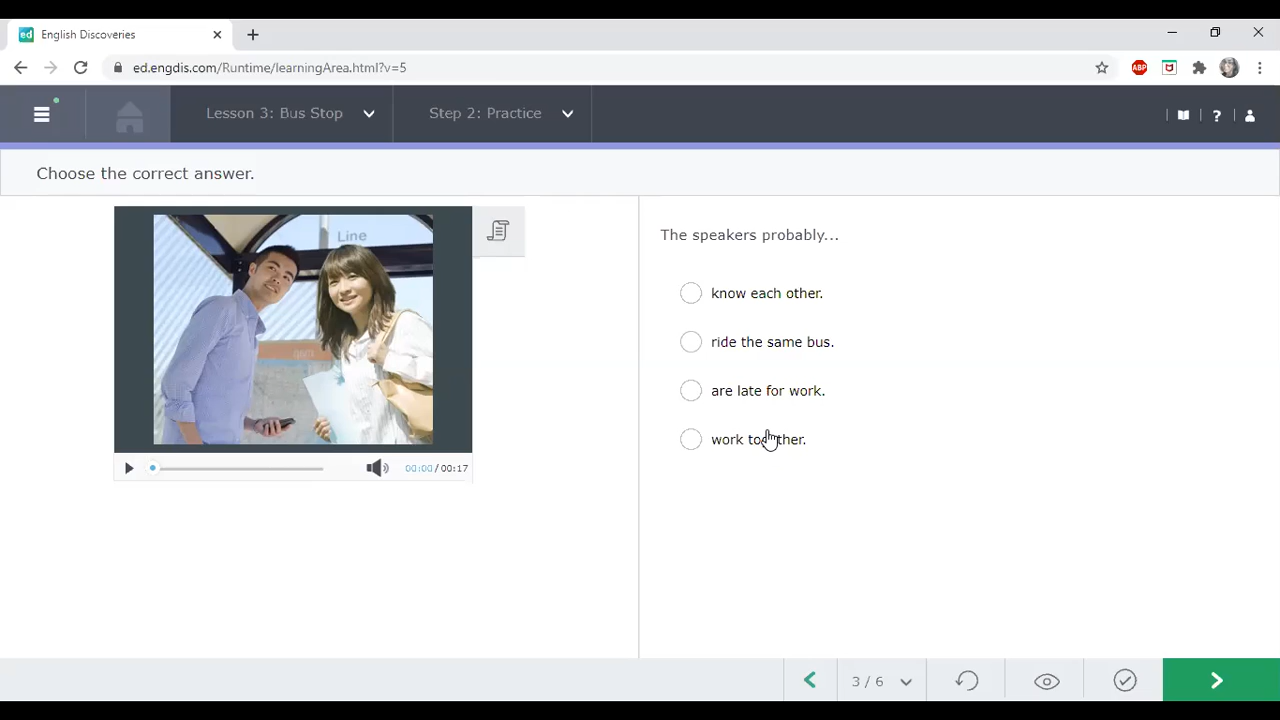 ed English Discoveries
ed.engdis.com/Runtime/learningArea.html?v=5
ABP
Lesson 3: Bus Stop
Step 2: Practice
?
Choose the correct answer.
Line
The speakers probably...
know each other.
ride the same bus.
are late for work.
work
00:00/00:17
3 / 6